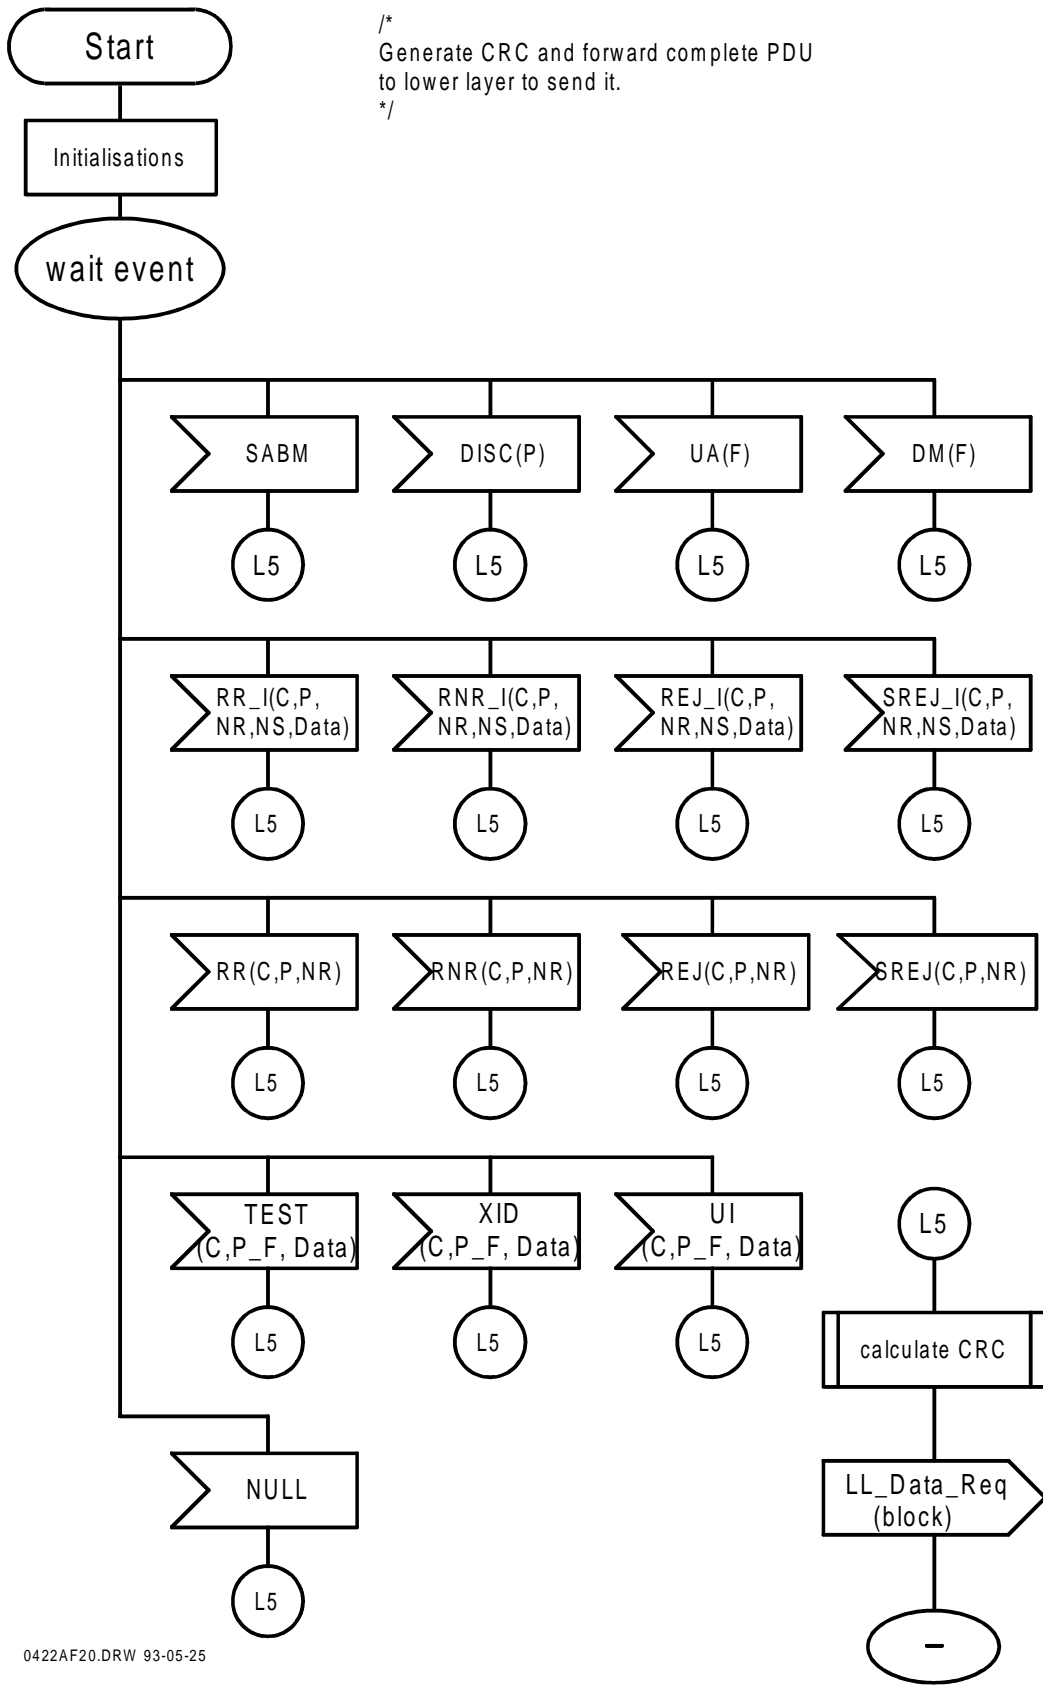 Start
/*
Generate CRC and forward complete PDU
to lower layer to send it.
*/
Initialisations
wait event
SABM
DISC(P)
UA(F)
DM(F)
L5
L5
L5
L5
RR_I(C,P,
NR,NS,Data)
RNR_I(C,P,
NR,NS,Data)
REJ_I(C,P,
NR,NS,Data)
SREJ_I(C,P,
NR,NS,Data)
L5
L5
L5
L5
RR(C,P,NR)
RNR(C,P,NR)
REJ(C,P,NR)
SREJ(C,P,NR)
L5
L5
L5
L5
TEST
(C,P_F, Data)
XID
(C,P_F, Data)
UI
(C,P_F, Data)
L5
L5
L5
L5
calculate CRC
NULL
LL_Data_Req
(block)
L5
–
0422AF20.DRW 93-05-25